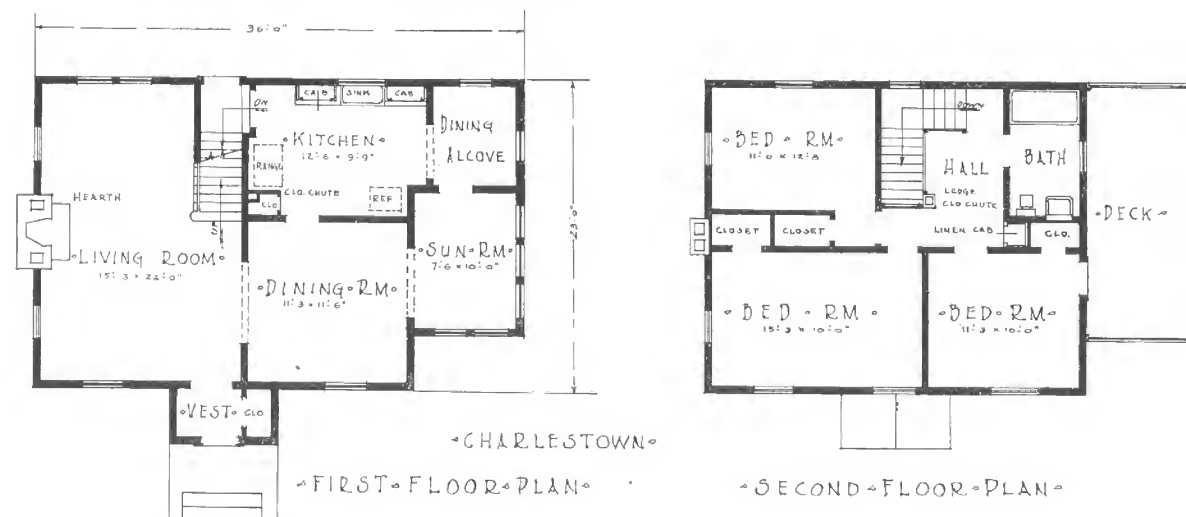 36'-0"
CAB
SINK
CAB
DN
KITCHEN
12'-6 × 9'-9"
DINING
ALCOVE
RANGE
HEARTH
CLO. CHUTE
CLO
REF
LIVING ROOM
15'-3 × 22'-0"
SUN RM
7'-6 × 10'-0"
DINING RM
11'-3 × 11'-6"
23'-0"
VEST
CLO
CHARLESTOWN
FIRST FLOOR PLAN
BED RM
DOWN
HALL
BATH
LEDGE
CLO CHUTE
DECK
CLOSET
CLOSET
LINEN CAB
CLO.
BED RM
15'-3 × 10'-0"
BED RM
11'-3 × 10'-0"
SECOND FLOOR PLAN